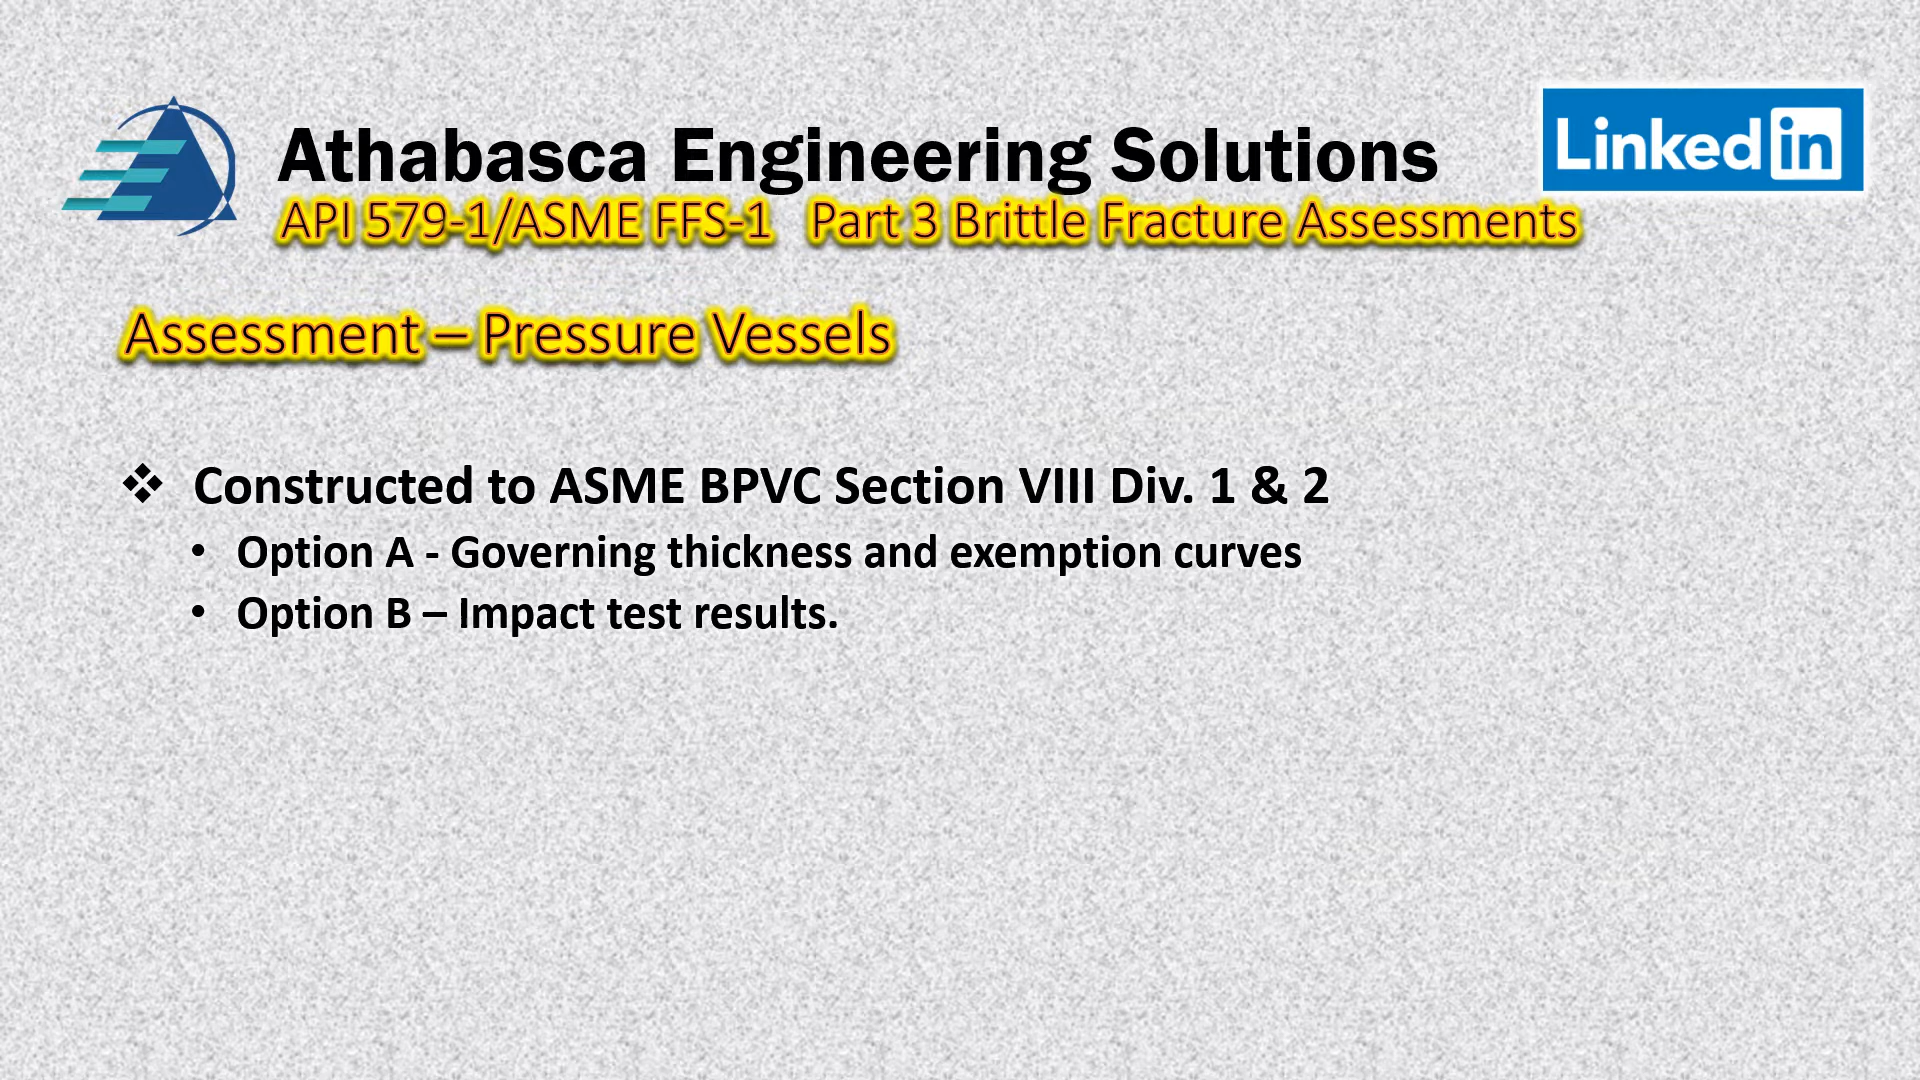 Athabasca Engineering Solutions
LinkedIn
API 579-1/ASME FFS-1 Part 3 Brittle Fracture Assessments
Assessment – Pressure Vessels
❖ Constructed to ASME BPVC Section VIII Div. 1 & 2
• Option A - Governing thickness and exemption curves
• Option B – Impact test results.